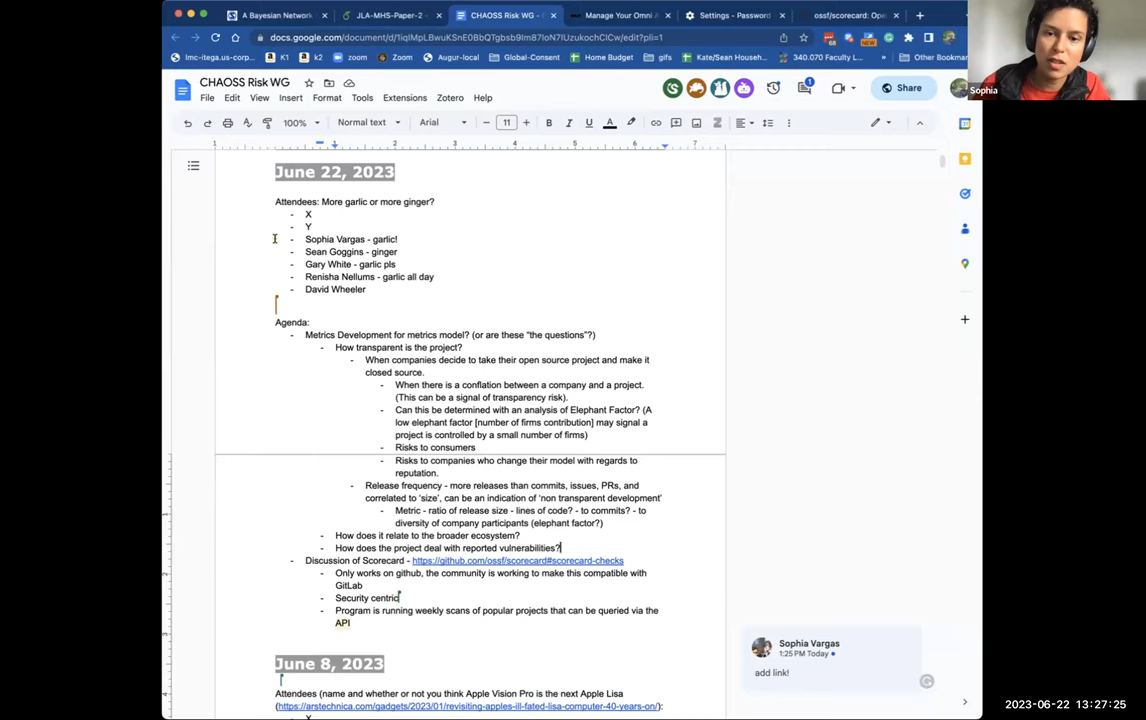 A Bayesian Network
JLA-MHS-Paper-2
CHAOSS Risk WG -
Manage Your Omni
Settings - Password
ossf/scorecard: Ope
docs.google.com/document/d/1iqIMpLBwuKSnE0BbQTgbsb9lm87IoN7lUzukochClCw/edit?pli=1
lmc-itega.us.corp...
K1
k2
zoom
Zoom
Augur-local
Global-Consent
Home Budget
gifs
Kate/Sean Househ...
340.070 Faculty L...
Other Bookmar
CHAOSS Risk WG
File Edit View Insert Format Tools Extensions Zotero Help
Share
Sophia
100% Normal text Arial 11
June 22, 2023
Attendees: More garlic or more ginger?
- X
- Y
- Sophia Vargas - garlic!
- Sean Goggins - ginger
- Gary White - garlic pls
- Renisha Nellums - garlic all day
- David Wheeler
Agenda:
- Metrics Development for metrics model? (or are these "the questions"?)
- How transparent is the project?
- When companies decide to take their open source project and make it
closed source.
- When there is a conflation between a company and a project.
(This can be a signal of transparency risk).
- Can this be determined with an analysis of Elephant Factor? (A
low elephant factor [number of firms contribution] may signal a
project is controlled by a small number of firms)
- Risks to consumers
- Risks to companies who change their model with regards to
reputation.
- Release frequency - more releases than commits, issues, PRs, and
correlated to 'size', can be an indication of 'non transparent development'
- Metric - ratio of release size - lines of code? - to commits? - to
diversity of company participants (elephant factor?)
- How does it relate to the broader ecosystem?
- How does the project deal with reported vulnerabilities?
- Discussion of Scorecard - https://github.com/ossf/scorecard#scorecard-checks
- Only works on github, the community is working to make this compatible with
GitLab
- Security centric
- Program is running weekly scans of popular projects that can be queried via the
API
Sophia Vargas
1:25 PM Today
add link!
June 8, 2023
Attendees (name and whether or not you think Apple Vision Pro is the next Apple Lisa
(https://arstechnica.com/gadgets/2023/01/revisiting-apples-ill-fated-lisa-computer-40-years-on/):
- X
2023-06-22 13:27:25